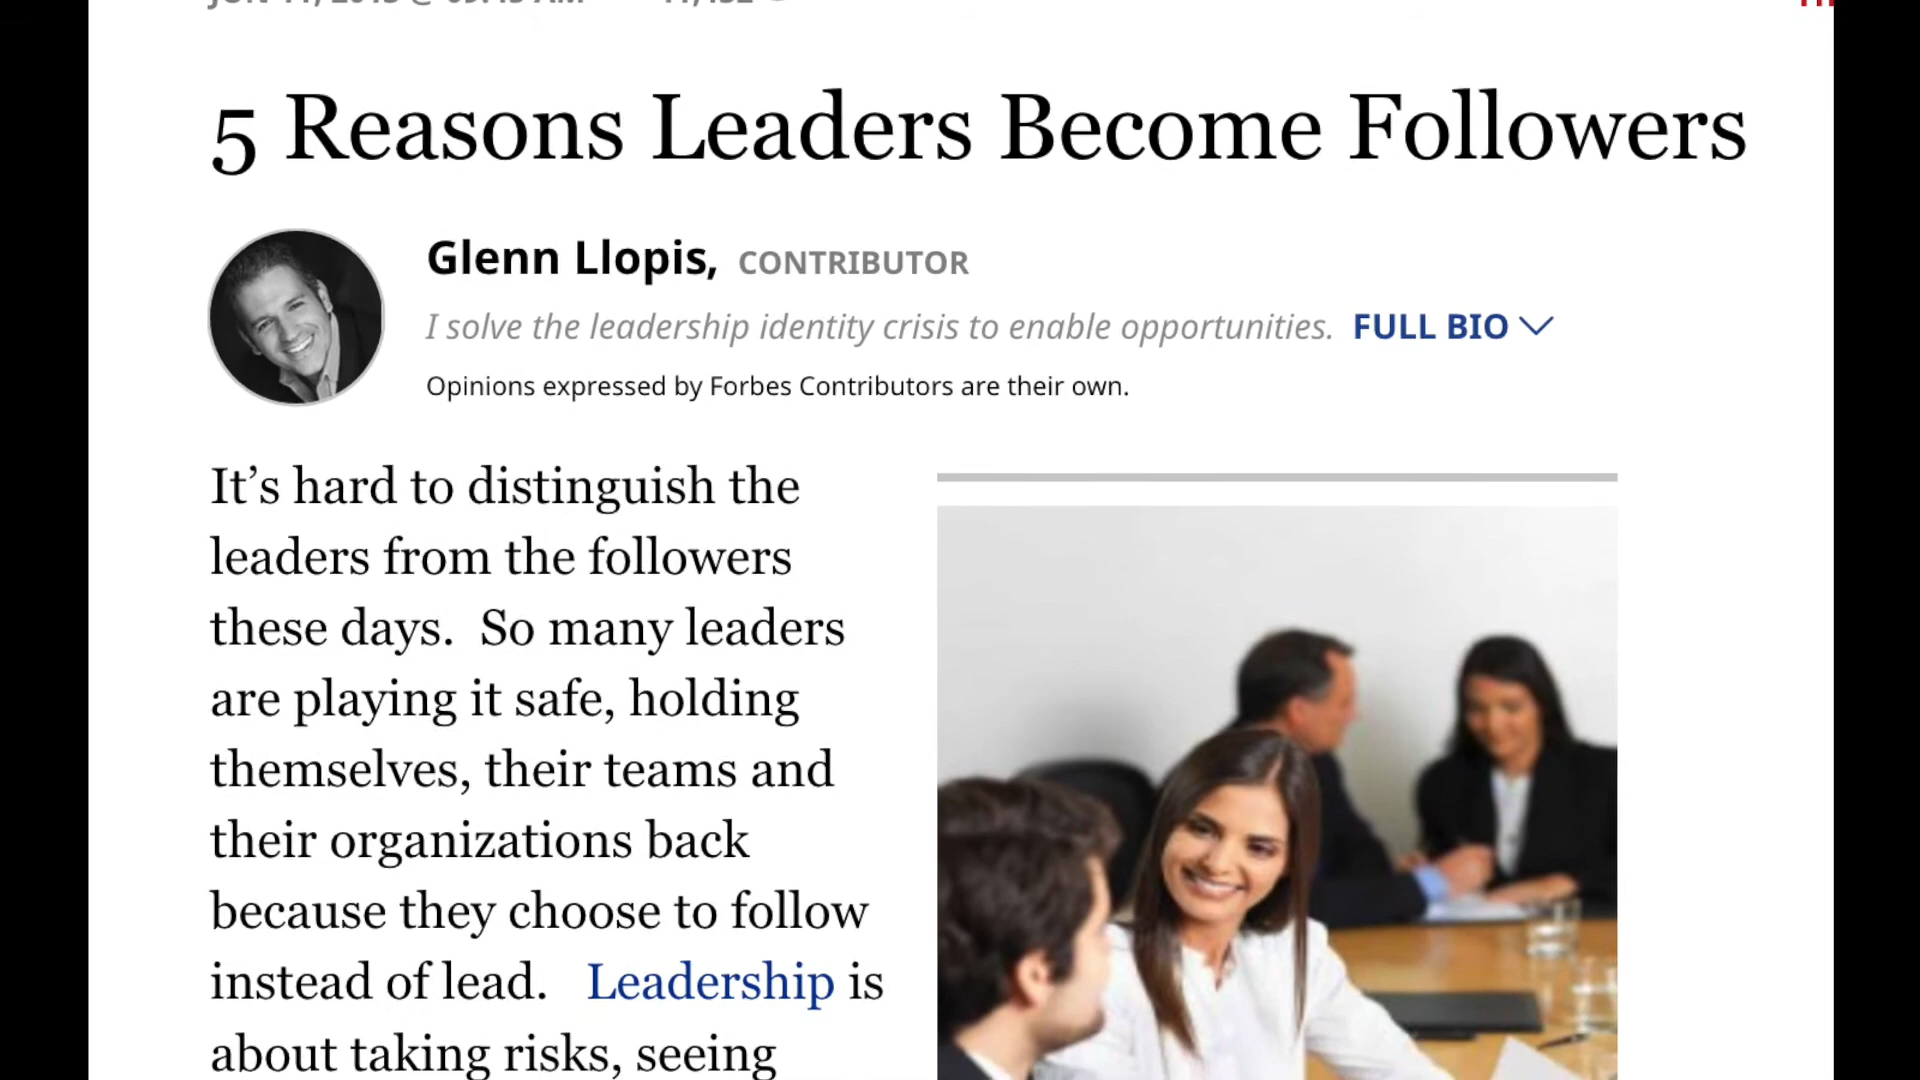 5 Reasons Leaders Become Followers
Glenn Llopis, CONTRIBUTOR
I solve the leadership identity crisis to enable opportunities. FULL BIO
Opinions expressed by Forbes Contributors are their own.
It’s hard to distinguish the
leaders from the followers
these days.  So many leaders
are playing it safe, holding
themselves, their teams and
their organizations back
because they choose to follow
instead of lead.   Leadership is
about taking risks, seeing